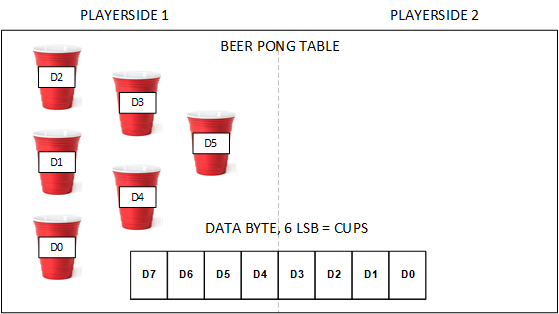 PLAYERSIDE 1 PLAYERSIDE 2
BEER PONG TABLE
D2
D3
D5
D1
D4
D0
DATA BYTE, 6 LSB = CUPS
D7 D6 D5 D4 D3 D2 D1 D0